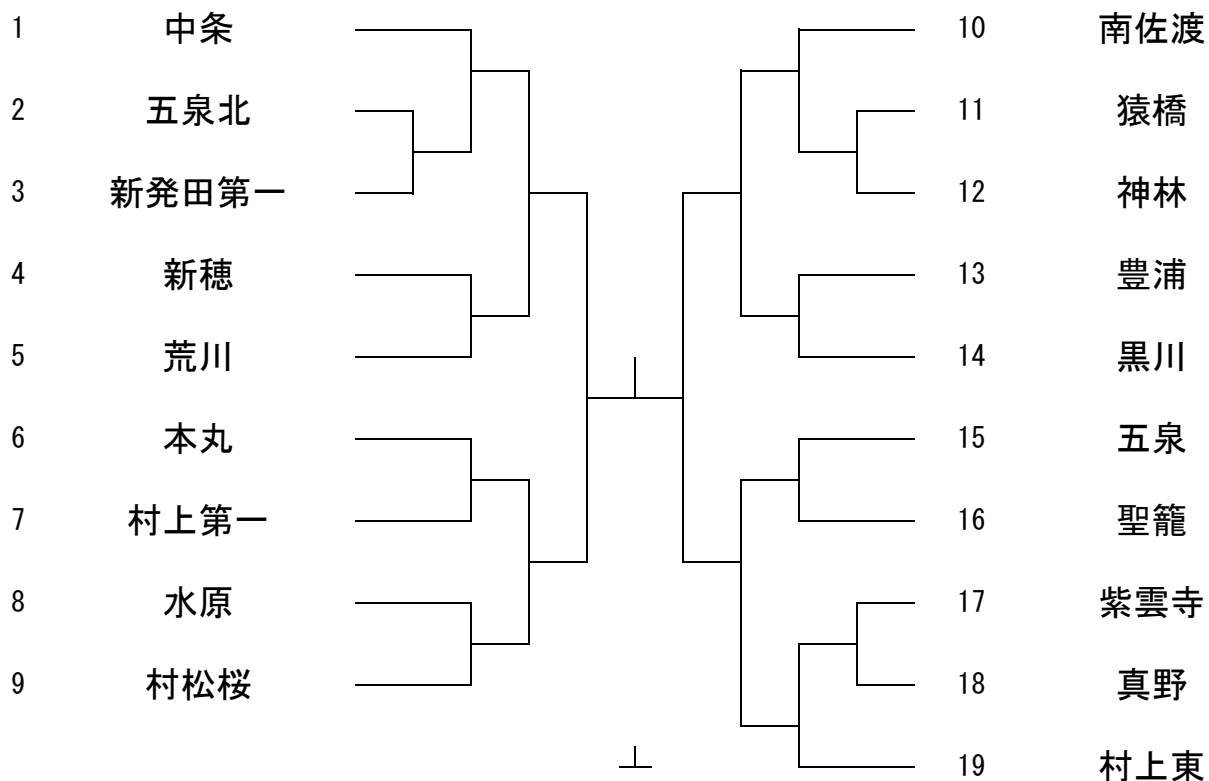 1 中条
2 五泉北
3 新発田第一
4 新穂
5 荒川
6 本丸
7 村上第一
8 水原
9 村松桜
10 南佐渡
11 猿橋
12 神林
13 豊浦
14 黒川
15 五泉
16 聖籠
17 紫雲寺
18 真野
19 村上東